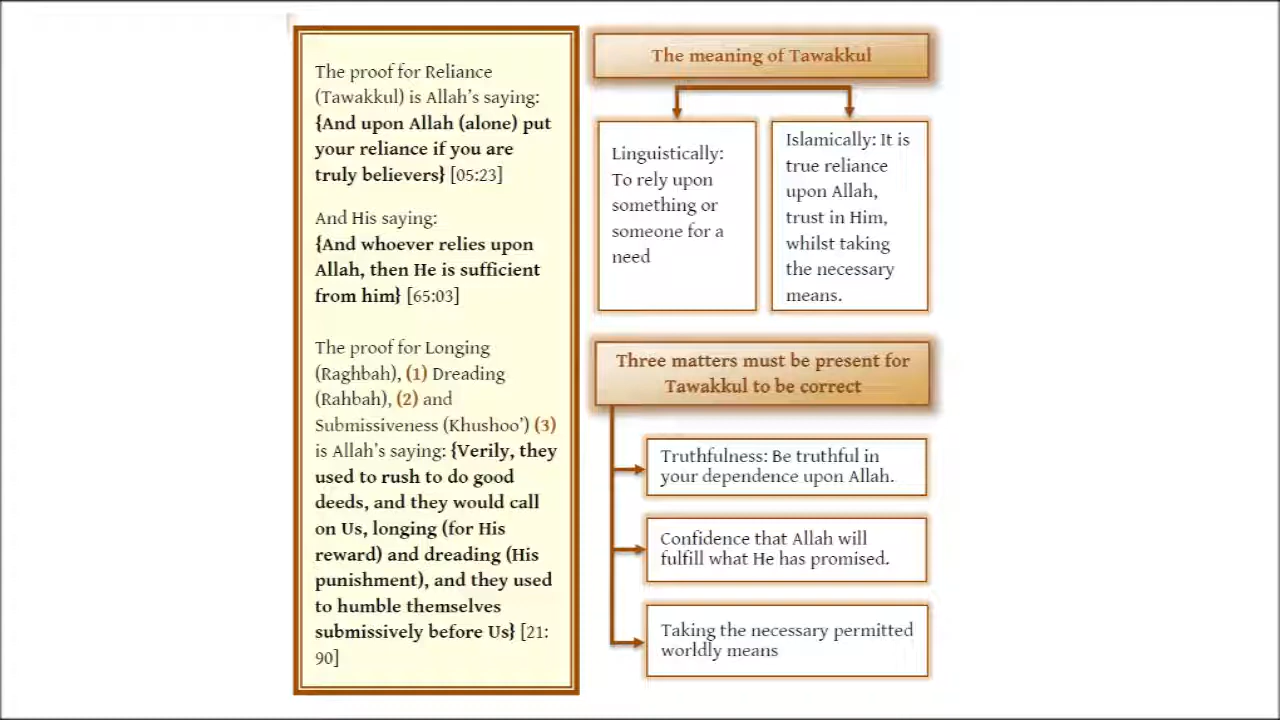 The proof for Reliance
(Tawakkul) is Allah's saying:
{And upon Allah (alone) put
your reliance if you are
truly believers} [05:23]
And His saying:
{And whoever relies upon
Allah, then He is sufficient
from him} [65:03]
The proof for Longing
(Raghbah), (1) Dreading
(Rahbah), (2) and
Submissiveness (Khushoo') (3)
is Allah's saying: {Verily, they
used to rush to do good
deeds, and they would call
on Us, longing (for His
reward) and dreading (His
punishment), and they used
to humble themselves
submissively before Us} [21:
90]
The meaning of Tawakkul
Linguistically:
To rely upon
something or
someone for a
need
Islamically: It is
true reliance
upon Allah,
trust in Him,
whilst taking
the necessary
means.
Three matters must be present for
Tawakkul to be correct
Truthfulness: Be truthful in
your dependence upon Allah.
Confidence that Allah will
fulfill what He has promised.
Taking the necessary permitted
worldly means